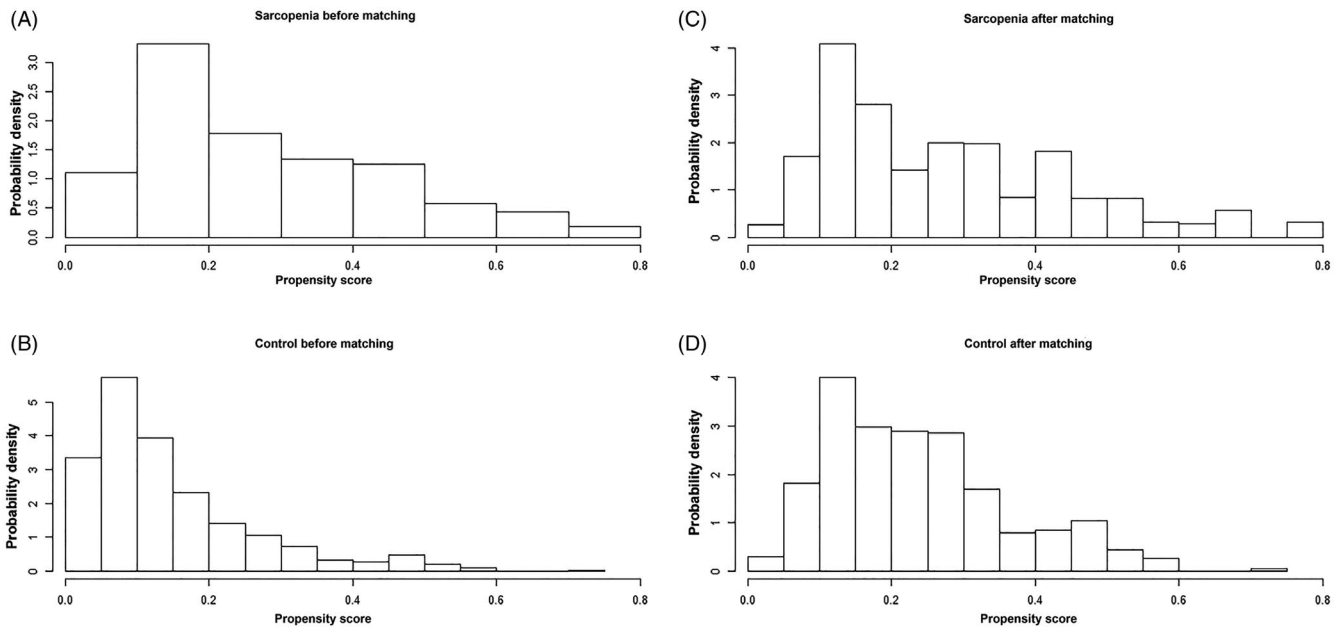 (A)
Sarcopenia before matching
Probability density
0.0 0.5 1.0 1.5 2.0 2.5 3.0
0.0 0.2 0.4 0.6 0.8
Propensity score
(C)
Sarcopenia after matching
Probability density
0 1 2 3 4
0.0 0.2 0.4 0.6 0.8
Propensity score
(B)
Control before matching
Probability density
0 1 2 3 4 5
0.0 0.2 0.4 0.6 0.8
Propensity score
(D)
Control after matching
Probability density
0 1 2 3 4
0.0 0.2 0.4 0.6 0.8
Propensity score